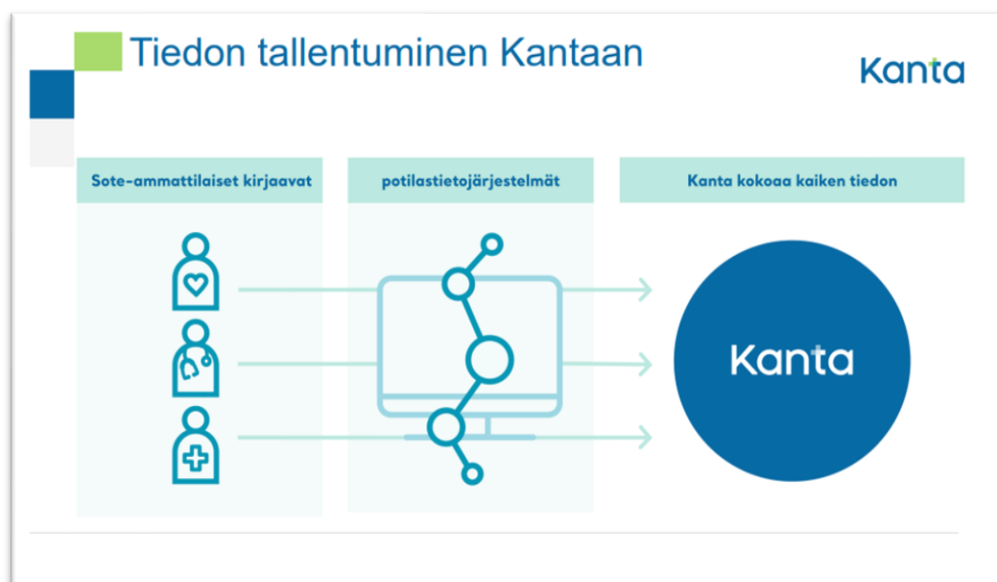 Tiedon tallentuminen Kantaan
Kanta
Sote-ammattilaiset kirjaavat
potilastietojärjestelmät
Kanta kokoaa kaiken tiedon
Kanta